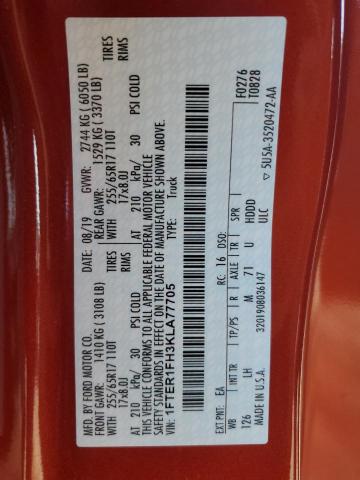 MFD. BY FORD MOTOR CO.
DATE: 08/19 GVWR: 2744 KG ( 6050 LB)
FRONT GAWR: 1410 KG ( 3108 LB) REAR GAWR: 1529 KG ( 3370 LB)
WITH 255/65R17 110T TIRES
17x8.0J RIMS
AT 210 kPa/ 30 PSI COLD
WITH 255/65R17 110T TIRES
17x8.0J RIMS
AT 210 kPa/ 30 PSI COLD
THIS VEHICLE CONFORMS TO ALL APPLICABLE FEDERAL MOTOR VEHICLE
SAFETY STANDARDS IN EFFECT ON THE DATE OF MANUFACTURE SHOWN ABOVE.
VIN: 1FTER1FH3KLA77705 TYPE: Truck
F0276
T0828
EXT PNT: EA RC: 16 DSO:
WB INT TR TP/PS R AXLE TR SPR
126 LH M 71 U HDDD
ULC
MADE IN U.S.A. 3201908036147
▽ 5U5A-3520472-AA